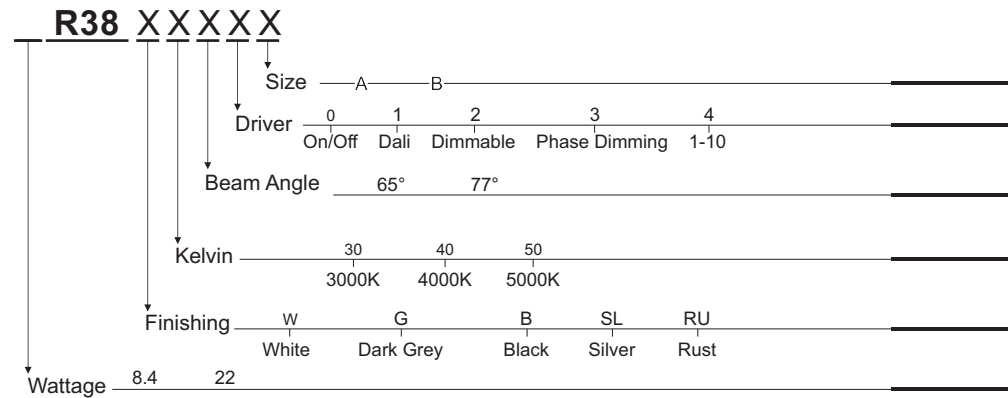 R38 X X X X X
Size A B
Driver 0 1 2 3 4
On/Off Dali Dimmable Phase Dimming 1-10
Beam Angle 65° 77°
Kelvin 30 40 50
3000K 4000K 5000K
Finishing W G B SL RU
White Dark Grey Black Silver Rust
Wattage 8.4 22